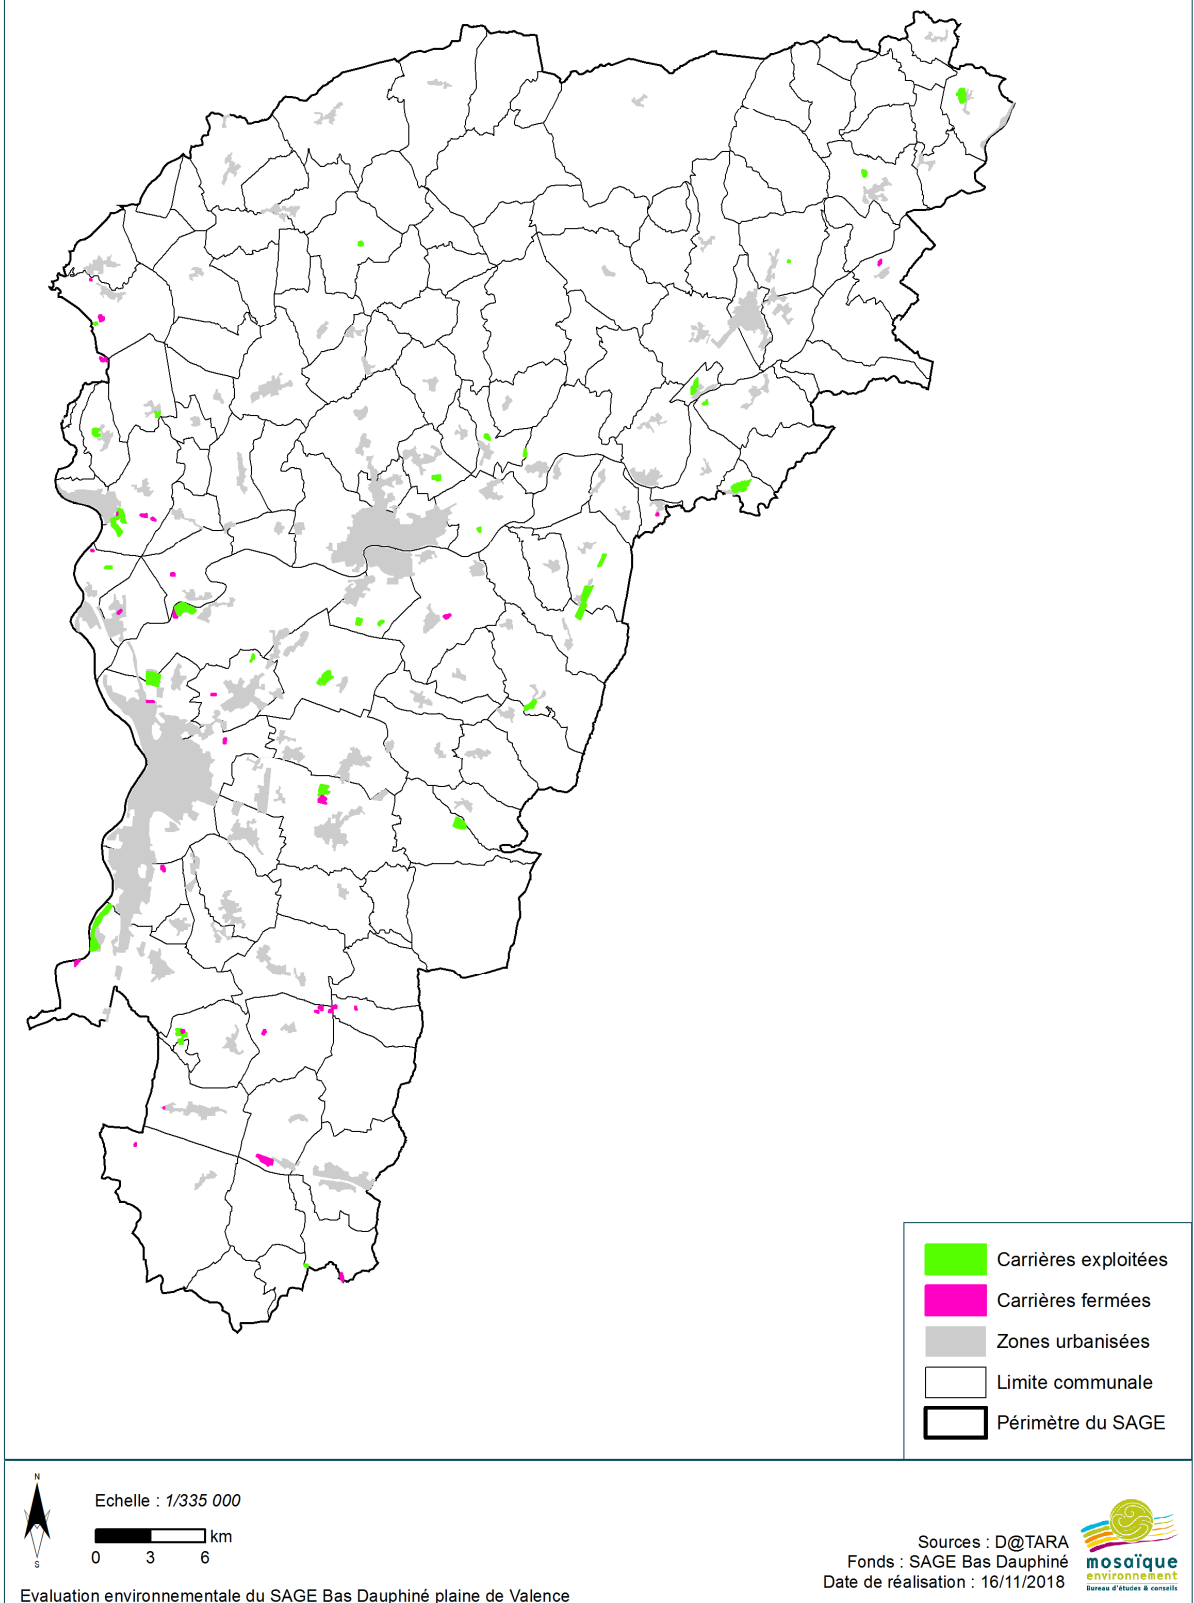 Carrières exploitées
Carrières fermées
Zones urbanisées
Limite communale
Périmètre du SAGE
N
S
Echelle : 1/335 000
km
0 3 6
Evaluation environnementale du SAGE Bas Dauphiné plaine de Valence
Sources : D@TARA
Fonds : SAGE Bas Dauphiné
Date de réalisation : 16/11/2018
mosaïque
environnement
Bureau d'études & conseils